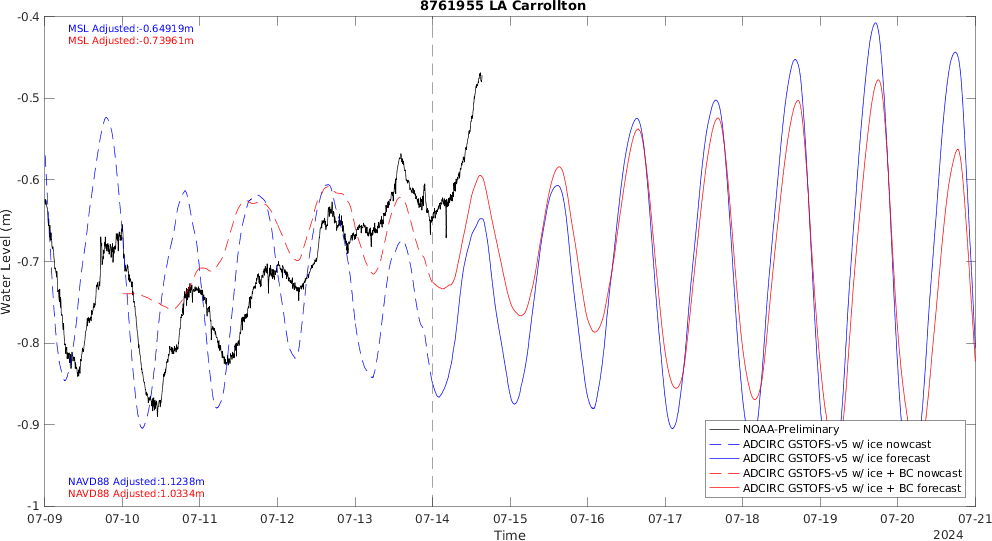 8761955 LA Carrollton
MSL Adjusted:-0.64919m
MSL Adjusted:-0.73961m
-0.4
-0.5
-0.6
-0.7
-0.8
-0.9
-1
Water Level (m)
NAVD88 Adjusted:1.1238m
NAVD88 Adjusted:1.0334m
NOAA-Preliminary
ADCIRC GSTOFS-v5 w/ ice nowcast
ADCIRC GSTOFS-v5 w/ ice forecast
ADCIRC GSTOFS-v5 w/ ice + BC nowcast
ADCIRC GSTOFS-v5 w/ ice + BC forecast
07-09 07-10 07-11 07-12 07-13 07-14 07-15 07-16 07-17 07-18 07-19 07-20 07-21
Time
2024